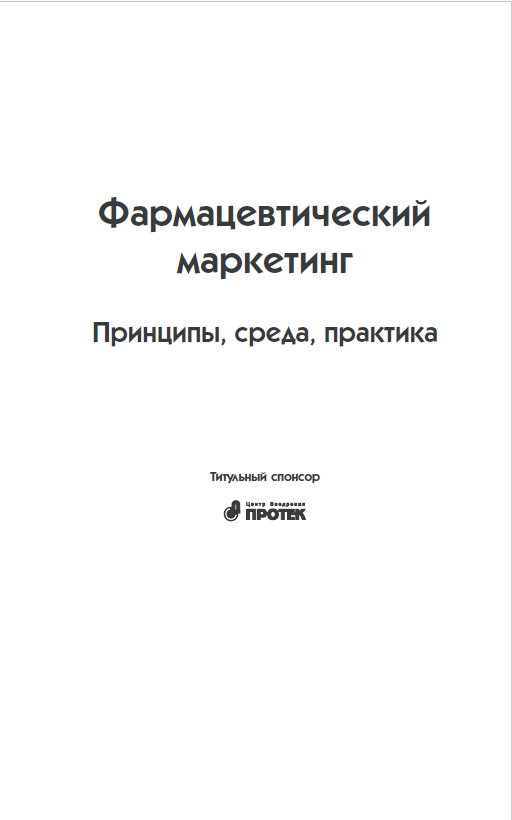 Фармацевтический
маркетинг
Принципы, среда, практика
Титульный спонсор
Центр Внедрения
ПРОТЕК